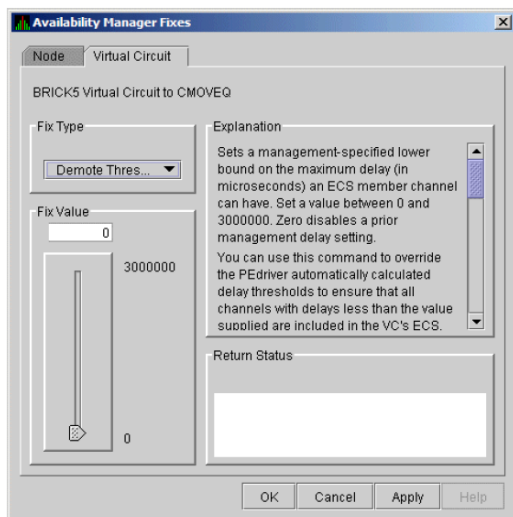 Availability Manager Fixes
Node
Virtual Circuit
BRICK5 Virtual Circuit to CMOVEQ
Fix Type
Demote Thres...
Fix Value
0
3000000
0
Explanation
Sets a management-specified lower
bound on the maximum delay (in
microseconds) an ECS member channel
can have. Set a value between 0 and
3000000. Zero disables a prior
management delay setting.
You can use this command to override
the PEdriver automatically calculated
delay thresholds to ensure that all
channels with delays less than the value
supplied are included in the VC's ECS.
Return Status
OK
Cancel
Apply
Help